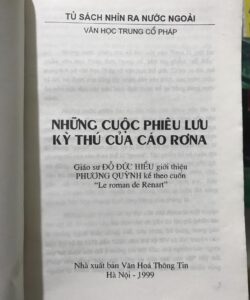 TỦ SÁCH NHÌN RA NƯỚC NGOÀI
VĂN HỌC TRUNG CỔ PHÁP
NHỮNG CUỘC PHIÊU LƯU
KỲ THÚ CỦA CÁO RƠNA
Giáo sư ĐỖ ĐỨC HIỂU giới thiệu
PHƯƠNG QUỲNH kể theo cuốn
"Le roman de Renart"
Nhà xuất bản Văn Hoá Thông Tin
Hà Nội - 1999